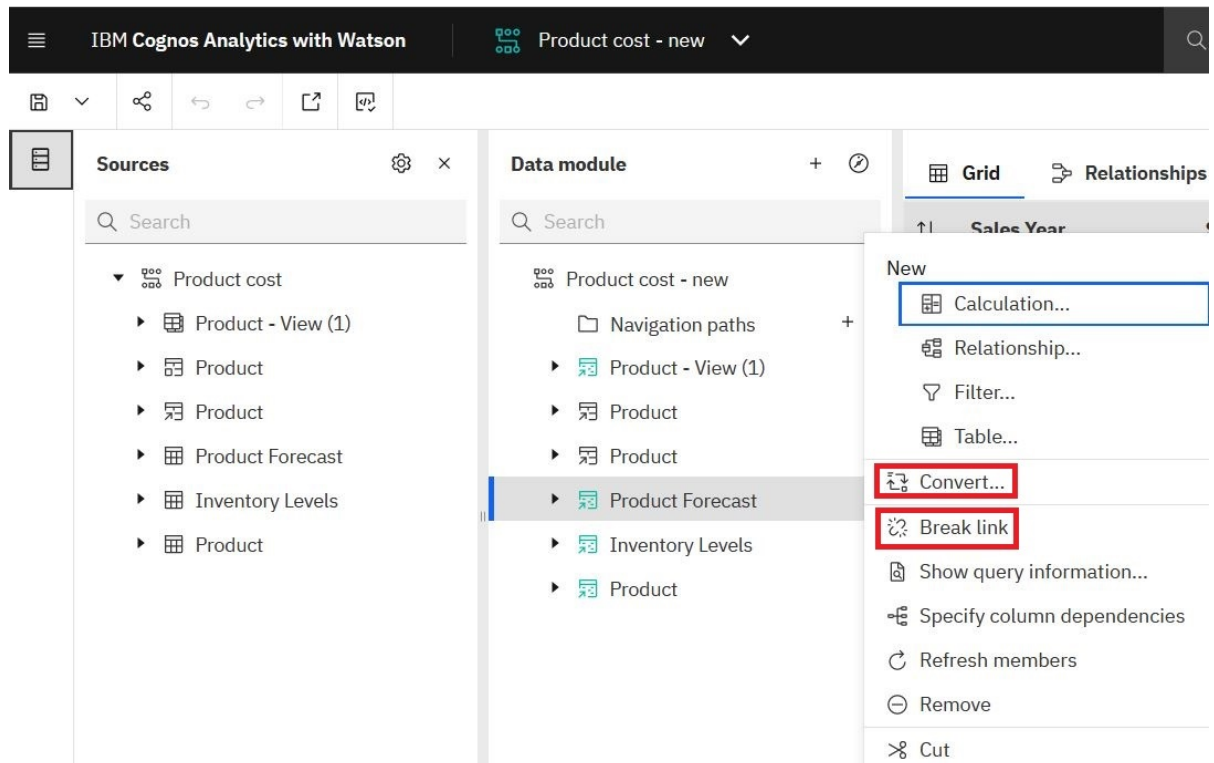 IBM Cognos Analytics with Watson
Product cost - new
Sources
Search
Product cost
Product - View (1)
Product
Product
Product Forecast
Inventory Levels
Product
Data module
Search
Product cost - new
Navigation paths
Product - View (1)
Product
Product
Product Forecast
Inventory Levels
Product
Grid
Relationships
Sales Year
New
Calculation...
Relationship...
Filter...
Table...
Convert...
Break link
Show query information...
Specify column dependencies
Refresh members
Remove
Cut